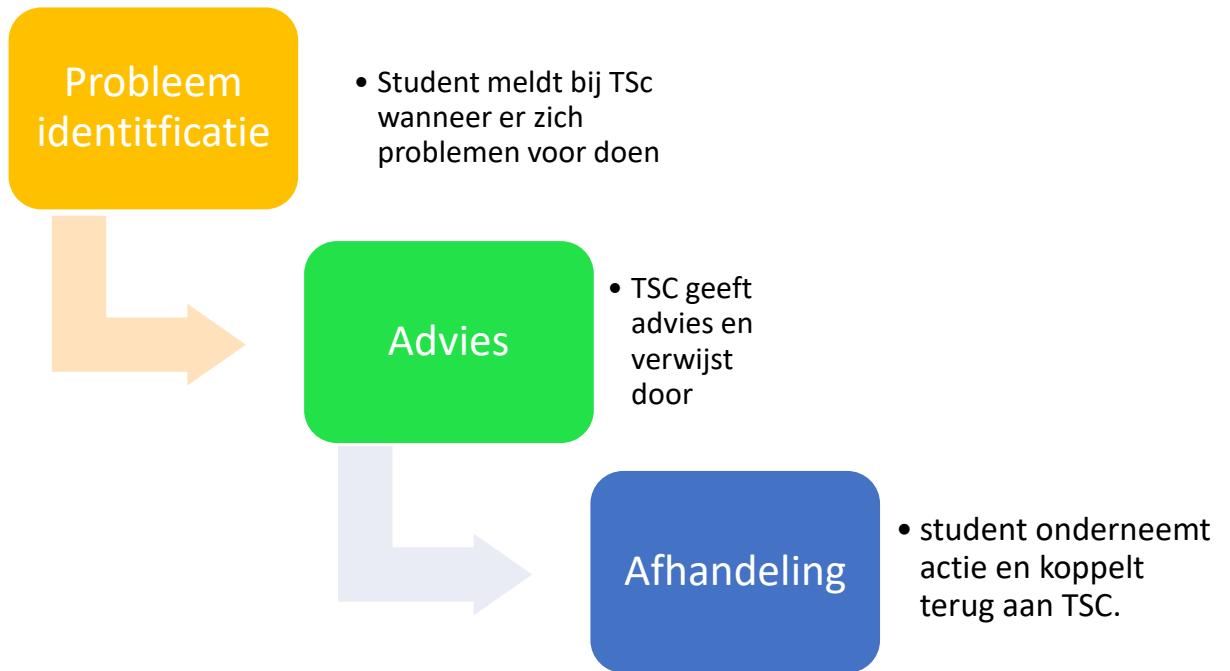 Probleem
identitficatie
• Student meldt bij TSc
wanneer er zich
problemen voor doen
Advies
• TSC geeft
advies en
verwijst
door
Afhandeling
• student onderneemt
actie en koppelt
terug aan TSC.